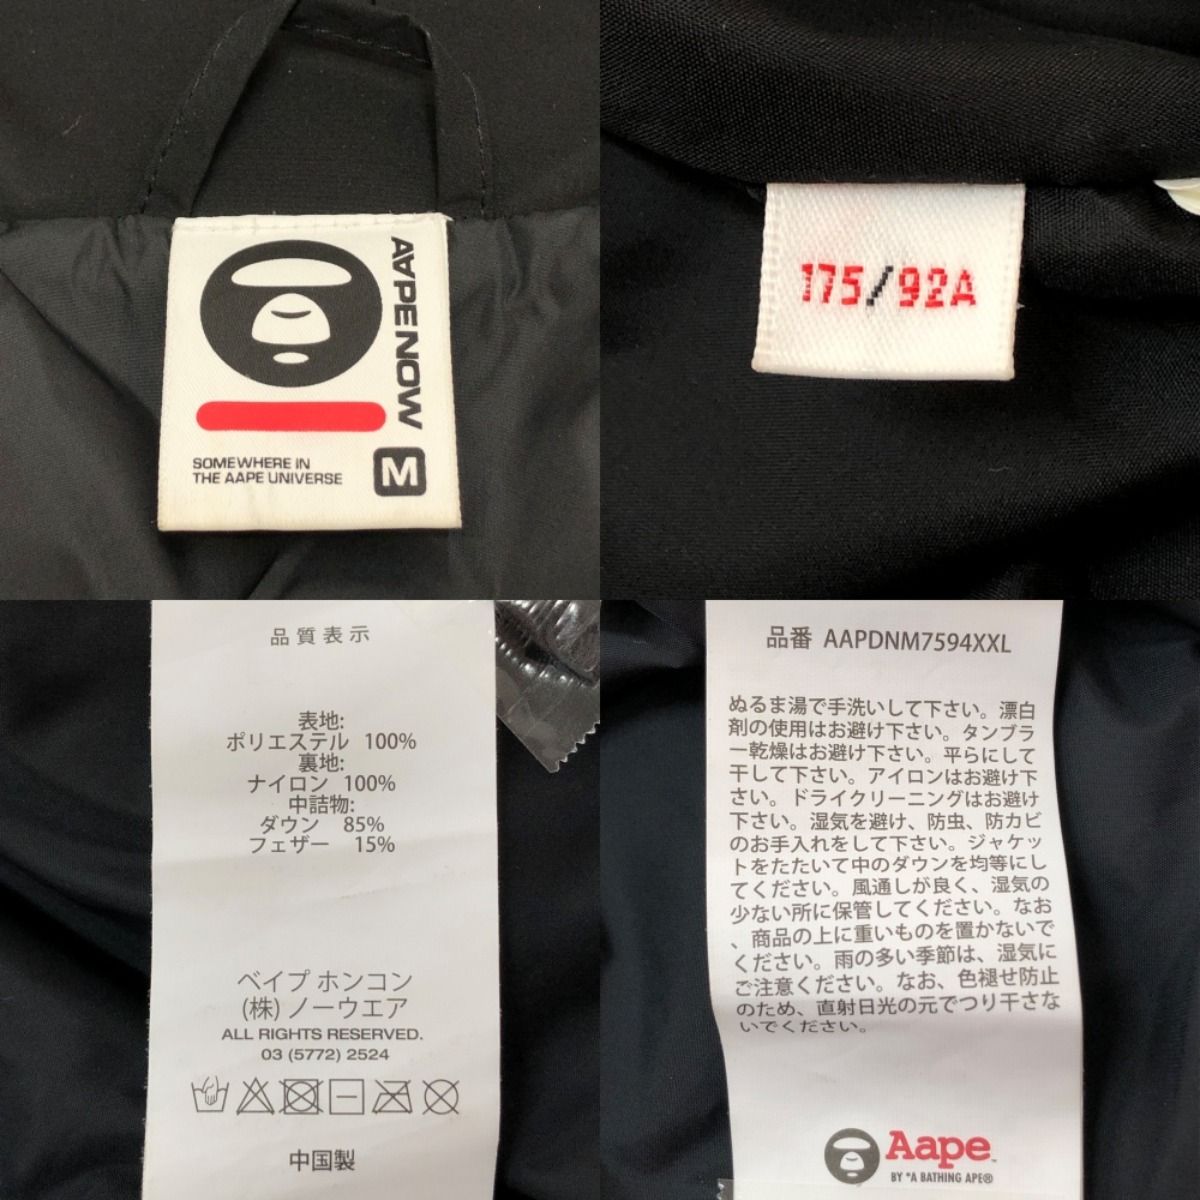 AAPE NOW
SOMEWHERE IN
THE AAPE UNIVERSE
M
175/92A
品質表示
表地:
ポリエステル 100%
裏地:
ナイロン 100%
中詰物:
ダウン 85%
フェザー 15%
ベイプ ホンコン
(株) ノーウエア
ALL RIGHTS RESERVED.
03 (5772) 2524
中国製
品番 AAPDNM7594XXL
ぬるま湯で手洗いして下さい。漂白
剤の使用はお避け下さい。タンブラ
ー乾燥はお避け下さい。平らにして
干して下さい。アイロンはお避け下
さい。ドライクリーニングはお避け
下さい。湿気を避け、防虫、防カビ
のお手入れをして下さい。ジャケッ
トをたたいて中のダウンを均等にし
てください。風通しが良く、湿気の
少ない所に保管してください。なお
、商品の上に重いものを置かないで
ください。雨の多い季節は、湿気に
ご注意ください。なお、色褪せ防止
のため、直射日光の元でつり干さな
いでください。
Aape
BY *A BATHING APE®